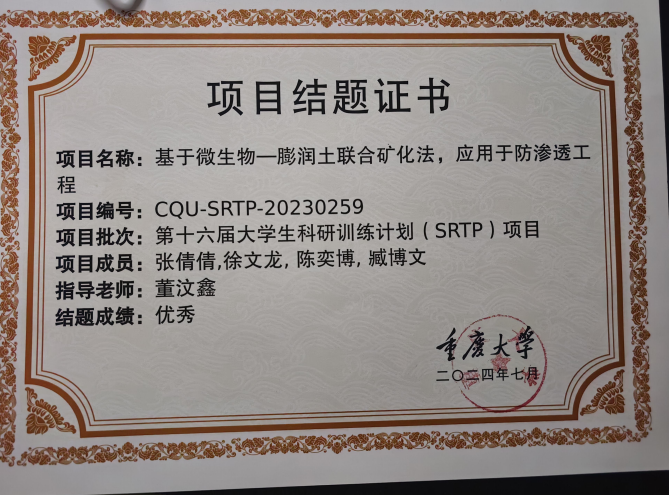 项目结题证书
项目名称：基于微生物—膨润土联合矿化法，应用于防渗透工
程
项目编号：CQU-SRTP-20230259
项目批次：第十六届大学生科研训练计划（SRTP）项目
项目成员：张倩倩,徐文龙, 陈奕博, 臧博文
指导老师：董汶鑫
结题成绩：优秀
重庆大学
二〇二四年七月